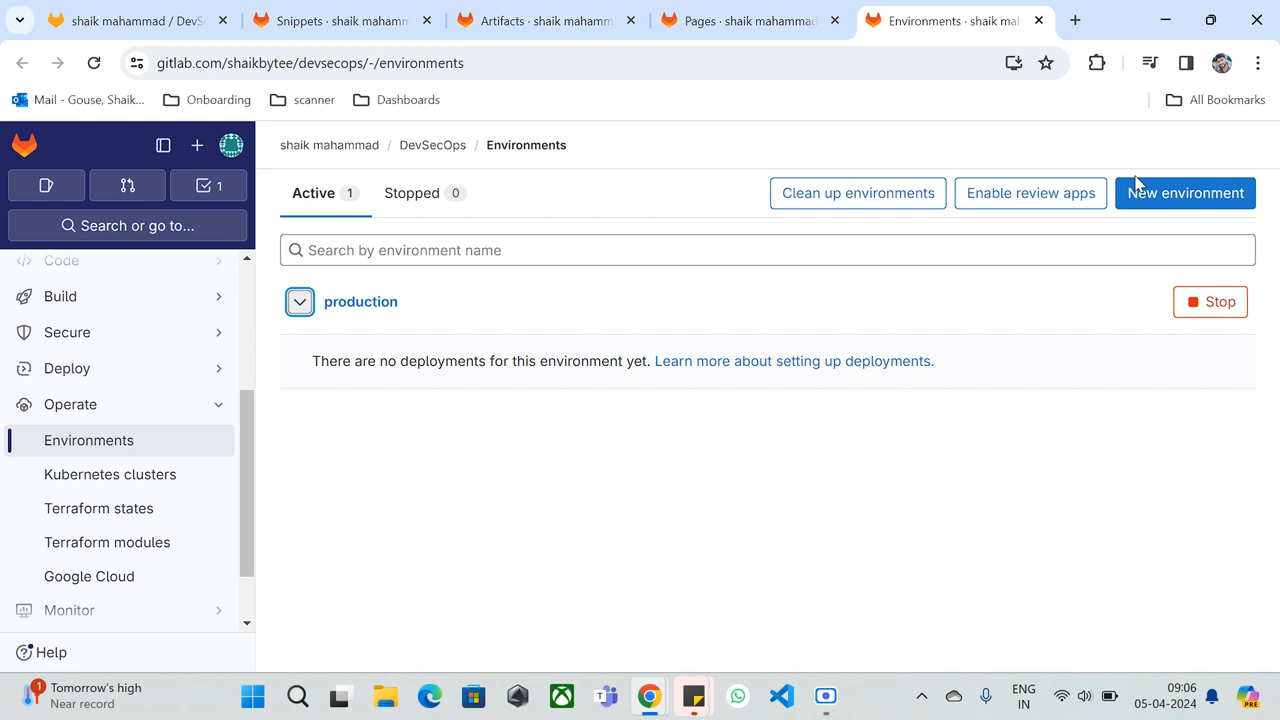 shaik mahammad / DevS
Snippets · shaik mahamm
Artifacts · shaik mahamm
Pages · shaik mahammad
Environments · shaik mah
gitlab.com/shaikbytee/devsecops/-/environments
Mail - Gouse, Shaik...
Onboarding
scanner
Dashboards
All Bookmarks
shaik mahammad / DevSecOps / Environments
1
Search or go to...
Active 1
Stopped 0
Clean up environments
Enable review apps
New environment
Search by environment name
Code
Build
Secure
Deploy
Operate
Environments
Kubernetes clusters
Terraform states
Terraform modules
Google Cloud
Monitor
Help
production
Stop
There are no deployments for this environment yet. Learn more about setting up deployments.
1
Tomorrow's high
Near record
ENG
IN
09:06
05-04-2024
PRE